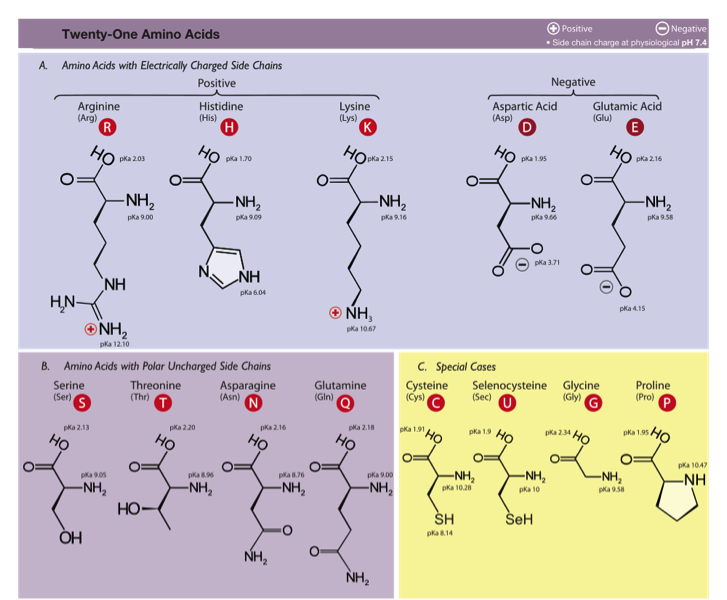 Twenty-One Amino Acids
+ Positive
− Negative
• Side chain charge at physiological pH 7.4
A. Amino Acids with Electrically Charged Side Chains
Positive
Negative
Arginine
(Arg)
R
Histidine
(His)
H
Lysine
(Lys)
K
Aspartic Acid
(Asp)
D
Glutamic Acid
(Glu)
E
HO
pKa 2.03
O
NH2
pKa 9.00
NH
H2N
+ NH2
pKa 12.10
HO
pKa 1.70
O
NH2
pKa 9.09
N
NH
pKa 6.04
HO
pKa 2.15
O
NH2
pKa 9.16
+ NH3
pKa 10.67
HO
pKa 1.95
O
NH2
pKa 9.66
O
O
−
pKa 3.71
HO
pKa 2.16
O
NH2
pKa 9.58
O
−
O
pKa 4.15
B. Amino Acids with Polar Uncharged Side Chains
Serine
(Ser)
S
Threonine
(Thr)
T
Asparagine
(Asn)
N
Glutamine
(Gln)
Q
pKa 2.13
HO
O
pKa 9.05
NH2
OH
pKa 2.20
HO
O
pKa 8.96
NH2
HO
pKa 2.16
HO
O
pKa 8.76
NH2
O
NH2
pKa 2.18
HO
O
pKa 9.00
NH2
O
NH2
C. Special Cases
Cysteine
(Cys)
C
Selenocysteine
(Sec)
U
Glycine
(Gly)
G
Proline
(Pro)
P
pKa 1.91
HO
O
NH2
pKa 10.28
SH
pKa 8.14
pKa 1.9
HO
O
NH2
pKa 10
SeH
pKa 2.34
HO
O
NH2
pKa 9.58
pKa 1.95
HO
O
pKa 10.47
NH